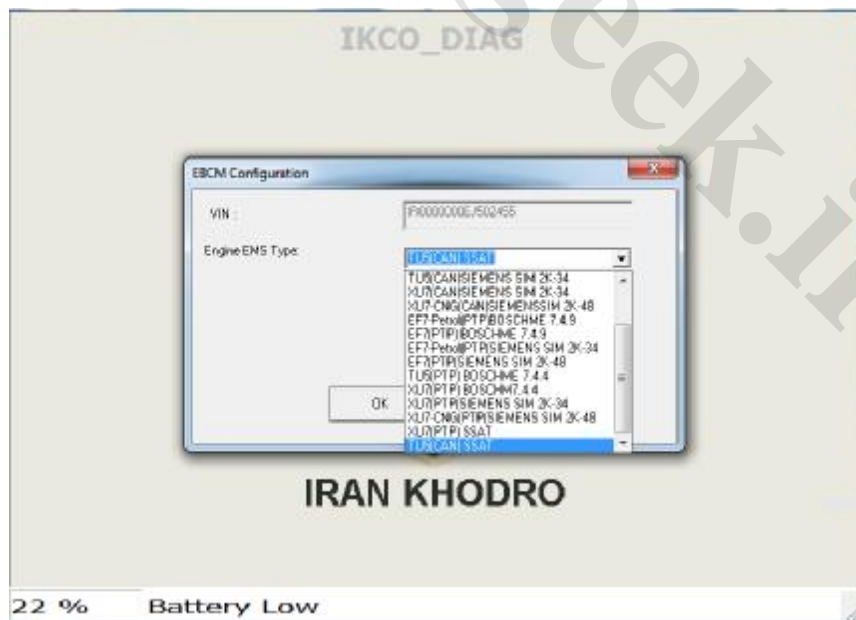 IKCO_DIAG
EBCM Configuration
VIN :
Engine EMS Type:
TU5(CAN) SSAT
TU5(CAN)SIEMENS SIM 2K-34
XU7(CAN)SIEMENS SIM 2K-34
XU7-CNG(CAN)SIEMENSSIM 2K-48
EF7-Petrol(PTP)BOSCHME 7.4.9
EF7(PTP)BOSCHME 7.4.9
EF7-Petrol(PTP)SIEMENS SIM 2K-34
EF7(PTP)SIEMENS SIM 2K-48
TU5(PTP) BOSCHME 7.4.4
XU7(PTP) BOSCHM7.4.4
XU7(PTP)SIEMENS SIM 2K-34
XU7-CNG(PTP)SIEMENS SIM 2K-48
XU7(PTP) SSAT
TU5(CAN) SSAT
OK
IRAN KHODRO
22 % Battery Low